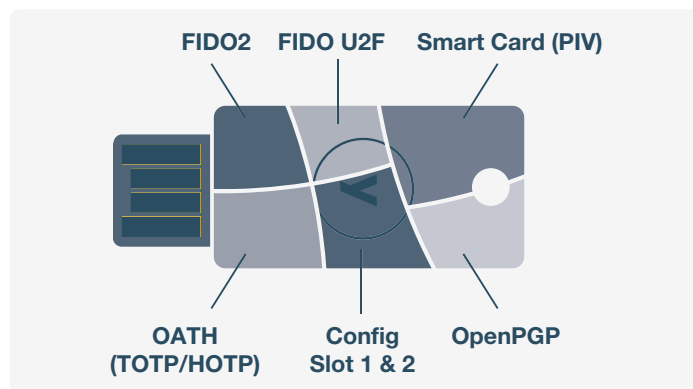 FIDO2
FIDO U2F
Smart Card (PIV)
OATH
(TOTP/HOTP)
Config
Slot 1 & 2
OpenPGP